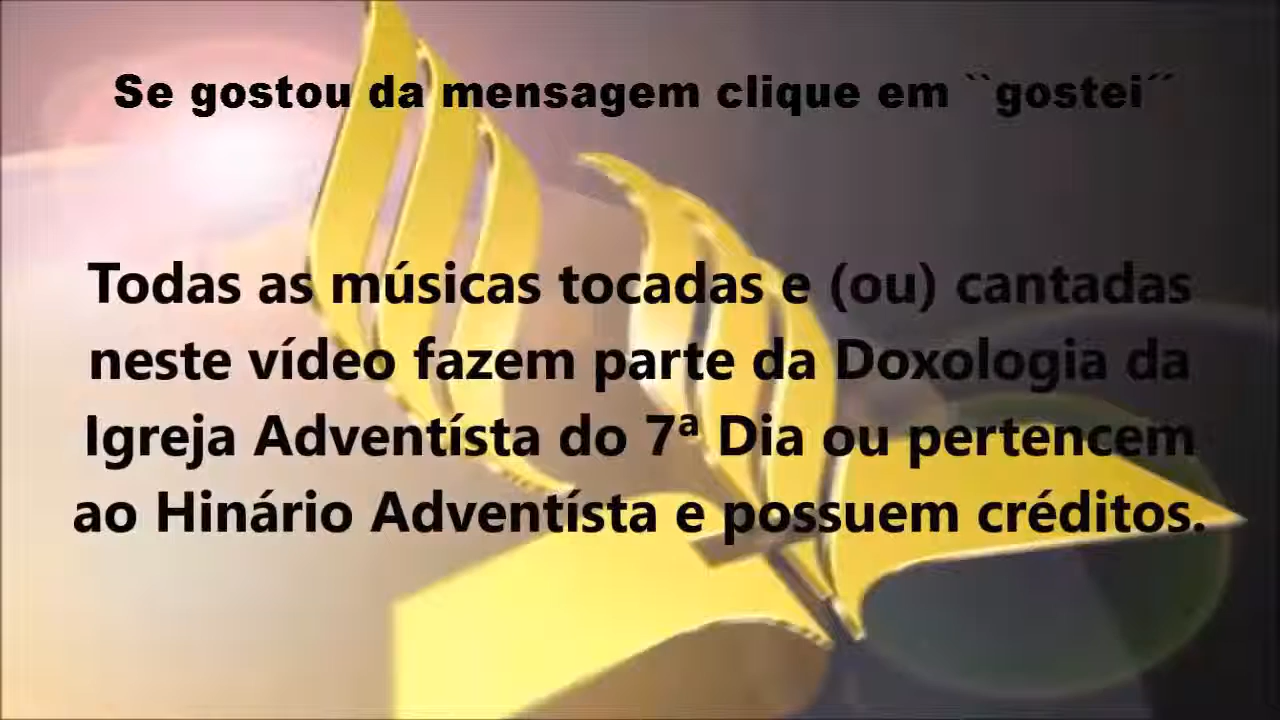 Se gostou da mensagem clique em ``gostei´´
Todas as músicas tocadas e (ou) cantadas
neste vídeo fazem parte da Doxologia da
Igreja Adventísta do 7ª Dia ou pertencem
ao Hinário Adventísta e possuem créditos.